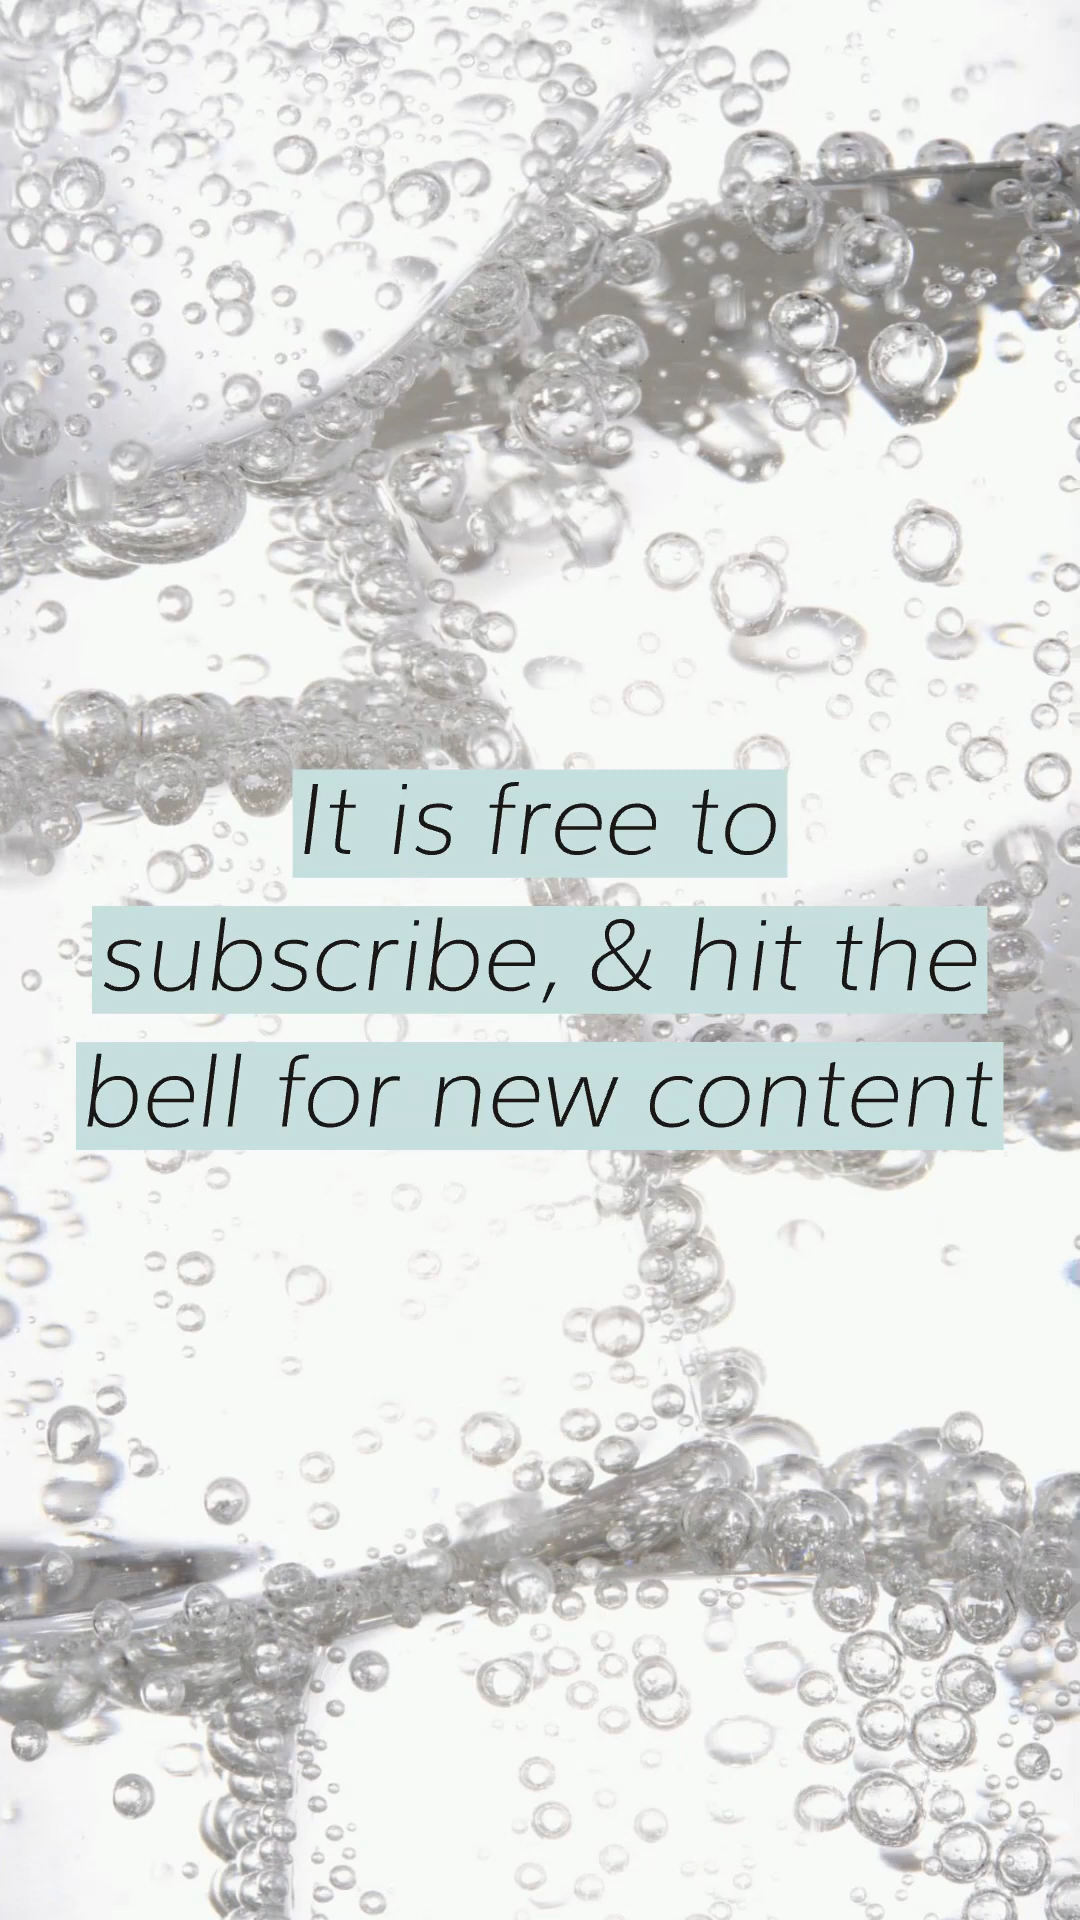 It is free to
subscribe, & hit the
bell for new content